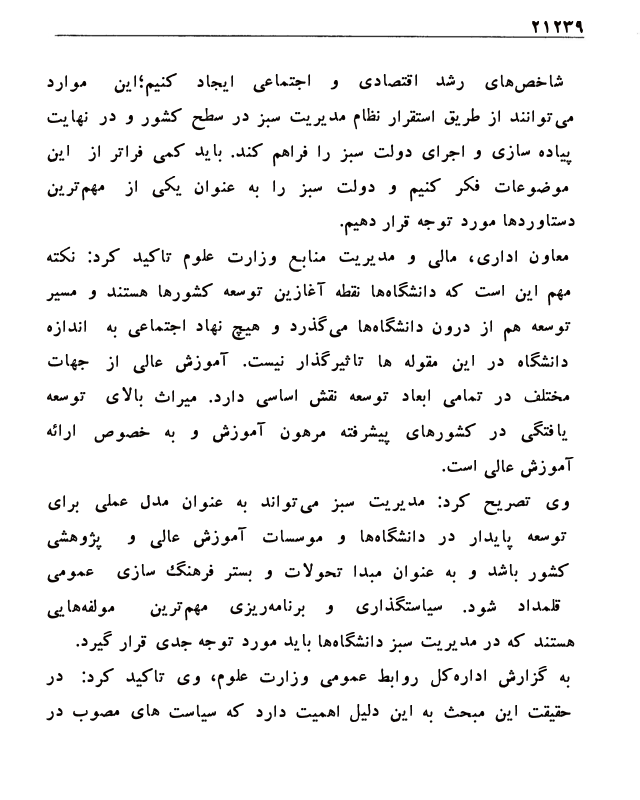 ۲۱۲۳۹
شاخص‌های رشد اقتصادی و اجتماعی ایجاد کنیم؛این موارد
می‌توانند از طریق استقرار نظام مدیریت سبز در سطح کشور و در نهایت
پیاده سازی و اجرای دولت سبز را فراهم کند. باید کمی فراتر از این
موضوعات فکر کنیم و دولت سبز را به عنوان یکی از مهم‌ترین
دستاوردها مورد توجه قرار دهیم.
معاون اداری، مالی و مدیریت منابع وزارت علوم تاکید کرد: نکته
مهم این است که دانشگاه‌ها نقطه آغازین توسعه کشورها هستند و مسیر
توسعه هم از درون دانشگاه‌ها می‌گذرد و هیچ نهاد اجتماعی به اندازه
دانشگاه در این مقوله ها تاثیرگذار نیست. آموزش عالی از جهات
مختلف در تمامی ابعاد توسعه نقش اساسی دارد. میراث بالای توسعه
یافتگی در کشورهای پیشرفته مرهون آموزش و به خصوص ارائه
آموزش عالی است.
وی تصریح کرد: مدیریت سبز می‌تواند به عنوان مدل عملی برای
توسعه پایدار در دانشگاه‌ها و موسسات آموزش عالی و پژوهشی
کشور باشد و به عنوان مبدا تحولات و بستر فرهنگ سازی عمومی
قلمداد شود. سیاستگذاری و برنامه‌ریزی مهم‌ترین مولفه‌هایی
هستند که در مدیریت سبز دانشگاه‌ها باید مورد توجه جدی قرار گیرد.
به گزارش اداره‌کل روابط عمومی وزارت علوم، وی تاکید کرد: در
حقیقت این مبحث به این دلیل اهمیت دارد که سیاست های مصوب در